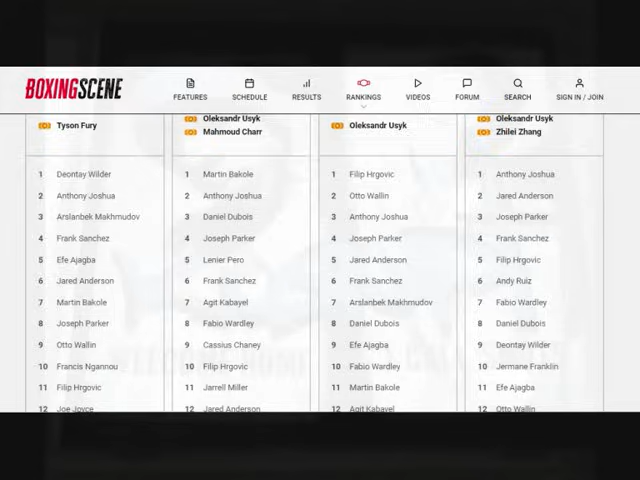 BOXINGSCENE
FEATURES SCHEDULE RESULTS RANKINGS VIDEOS FORUM SEARCH SIGN IN / JOIN
Tyson Fury
Oleksandr Usyk
Mahmoud Charr
Oleksandr Usyk
Oleksandr Usyk
Zhilei Zhang
1 Deontay Wilder
2 Anthony Joshua
3 Arslanbek Makhmudov
4 Frank Sanchez
5 Efe Ajagba
6 Jared Anderson
7 Martin Bakole
8 Joseph Parker
9 Otto Wallin
10 Francis Ngannou
11 Filip Hrgovic
12 Joe Joyce
1 Martin Bakole
2 Anthony Joshua
3 Daniel Dubois
4 Joseph Parker
5 Lenier Pero
6 Frank Sanchez
7 Agit Kabayel
8 Fabio Wardley
9 Cassius Chaney
10 Filip Hrgovic
11 Jarrell Miller
12 Jared Anderson
1 Filip Hrgovic
2 Otto Wallin
3 Anthony Joshua
4 Joseph Parker
5 Jared Anderson
6 Frank Sanchez
7 Arslanbek Makhmudov
8 Daniel Dubois
9 Efe Ajagba
10 Fabio Wardley
11 Martin Bakole
12 Agit Kabayel
1 Anthony Joshua
2 Jared Anderson
3 Joseph Parker
4 Frank Sanchez
5 Filip Hrgovic
6 Andy Ruiz
7 Fabio Wardley
8 Daniel Dubois
9 Deontay Wilder
10 Jermane Franklin
11 Efe Ajagba
12 Otto Wallin